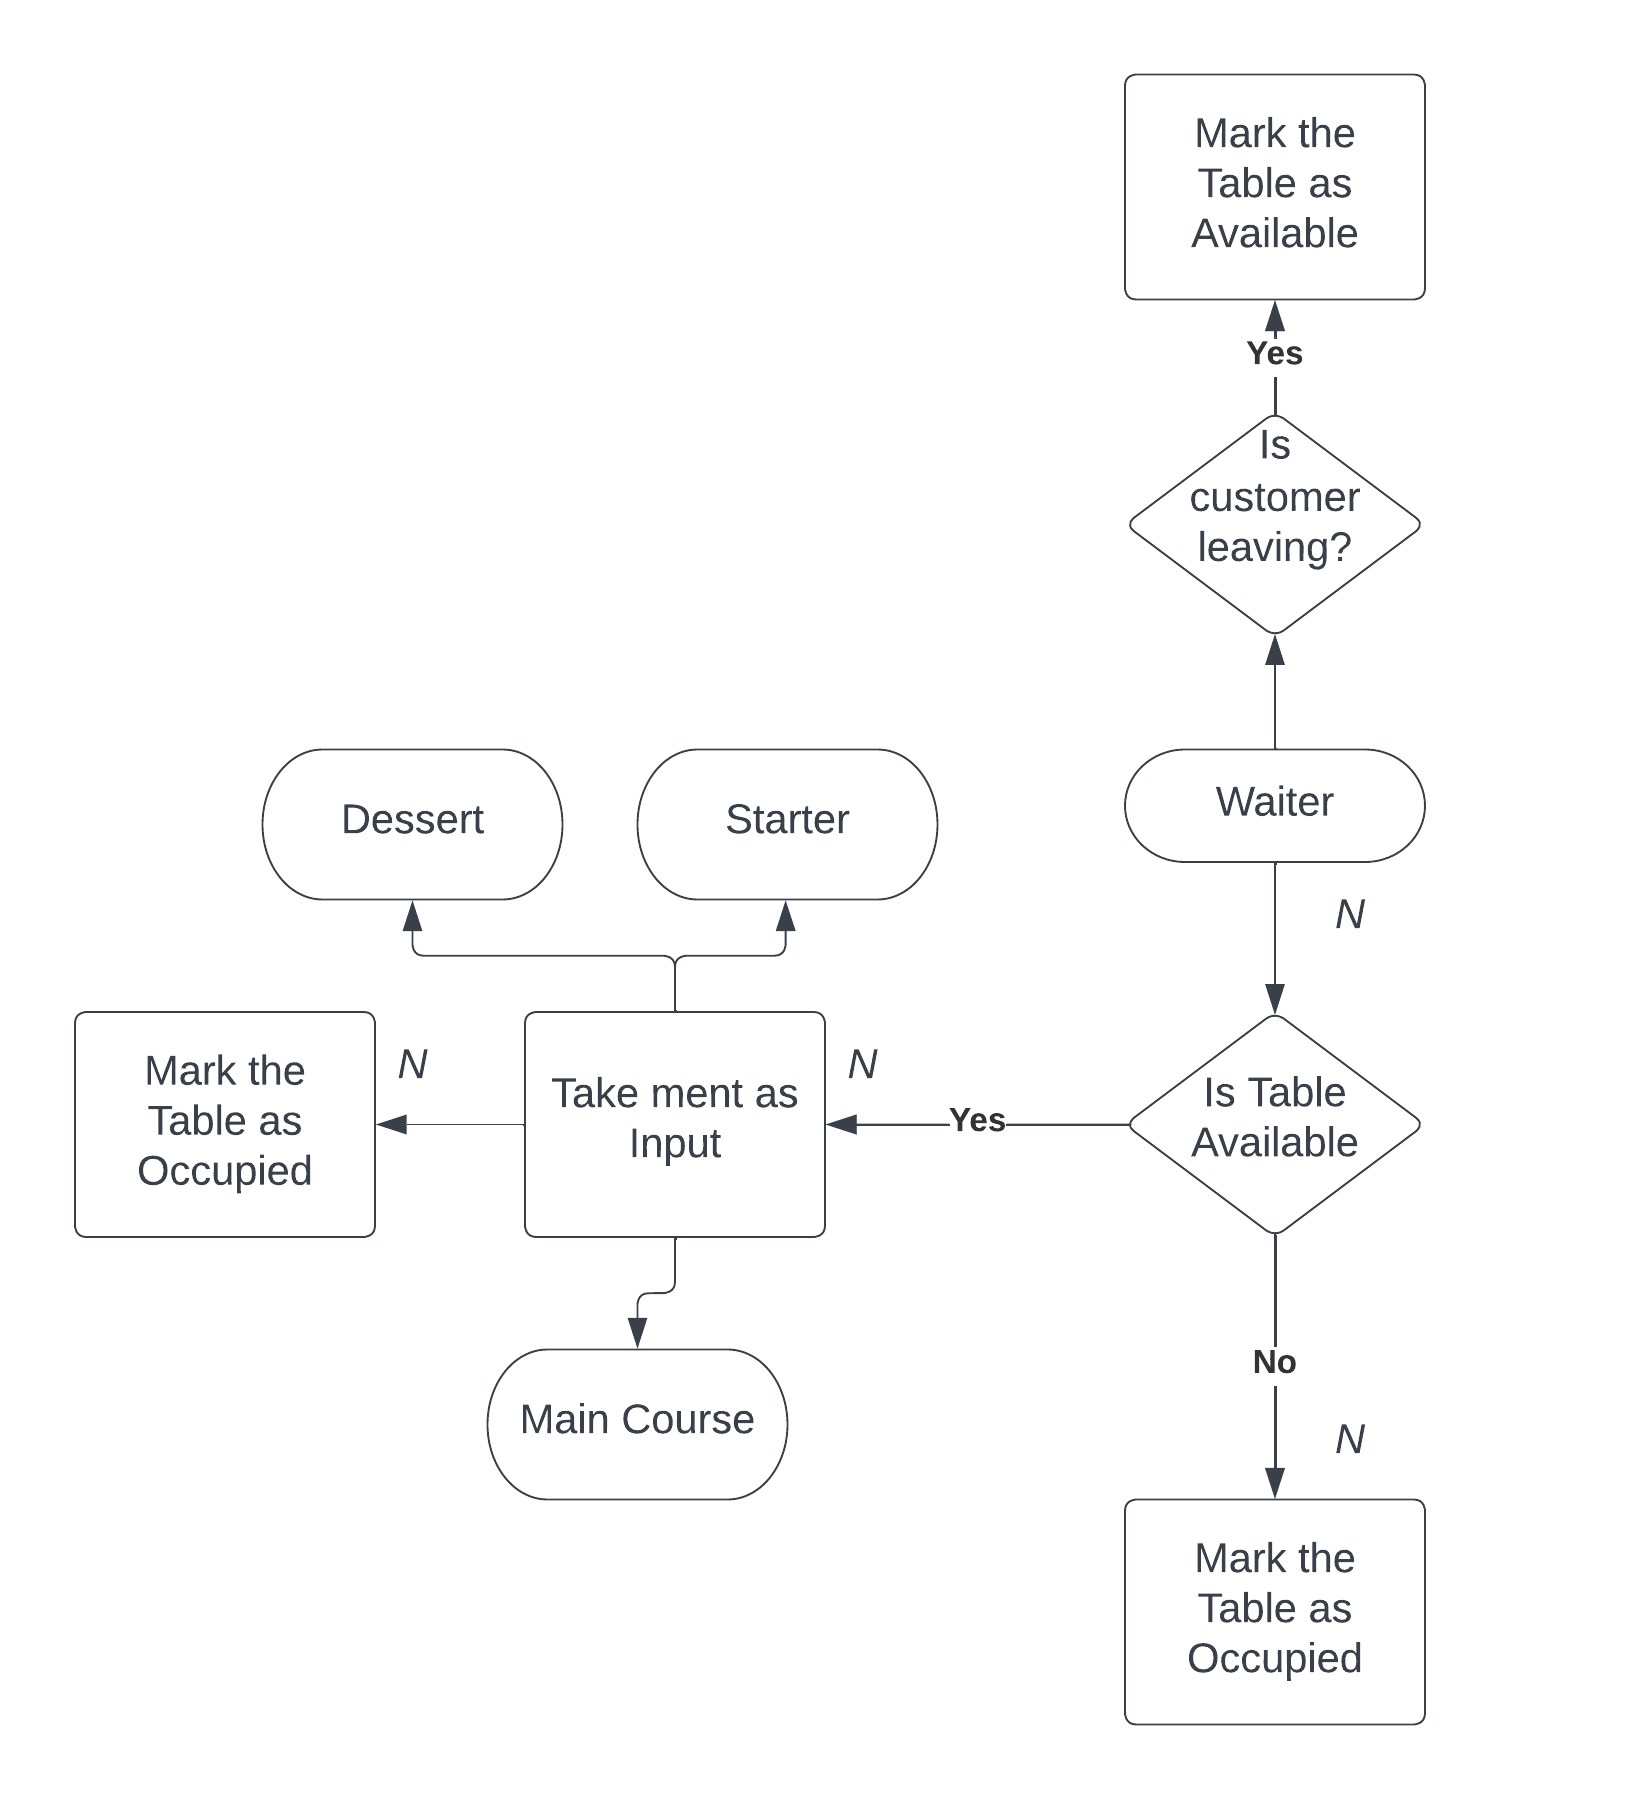 Mark the
Table as
Available
Yes
Is
customer
leaving?
Dessert
Starter
Waiter
N
Mark the
Table as
Occupied
N
Take ment as
Input
N
Yes
Is Table
Available
No
Main Course
N
Mark the
Table as
Occupied